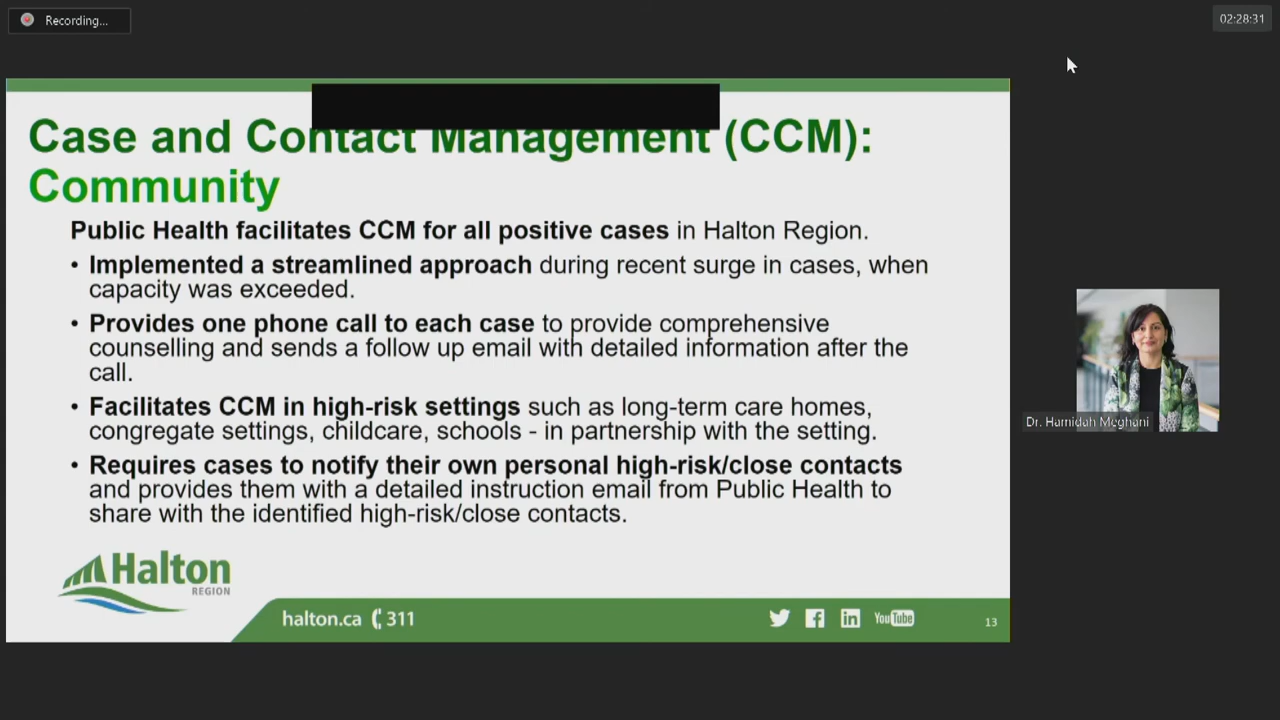 Recording...
02:28:31
Case and Contact Management (CCM):
Community
Public Health facilitates CCM for all positive cases in Halton Region.
• Implemented a streamlined approach during recent surge in cases, when
capacity was exceeded.
• Provides one phone call to each case to provide comprehensive
counselling and sends a follow up email with detailed information after the
call.
• Facilitates CCM in high-risk settings such as long-term care homes,
congregate settings, childcare, schools - in partnership with the setting.
• Requires cases to notify their own personal high-risk/close contacts
and provides them with a detailed instruction email from Public Health to
share with the identified high-risk/close contacts.
Dr. Hamidah Meghani
Halton
REGION
halton.ca 311
YouTube
13